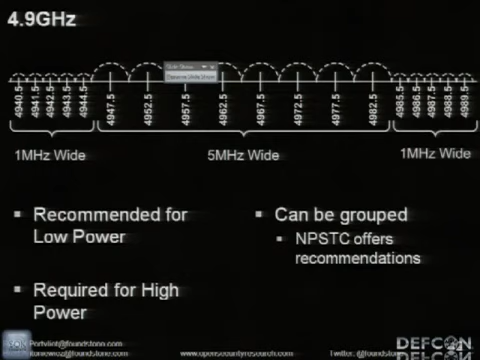 4.9GHz
4940.5
4941.5
4942.5
4943.5
4944.5
4947.5
4952.5
4957.5
4962.5
4967.5
4972.5
4977.5
4982.5
4985.5
4986.5
4987.5
4988.5
4989.5
1MHz Wide
5MHz Wide
1MHz Wide
Recommended for
Low Power
Required for High
Power
Can be grouped
NPSTC offers
recommendations
www.opensecurityresearch.com
DEFCON